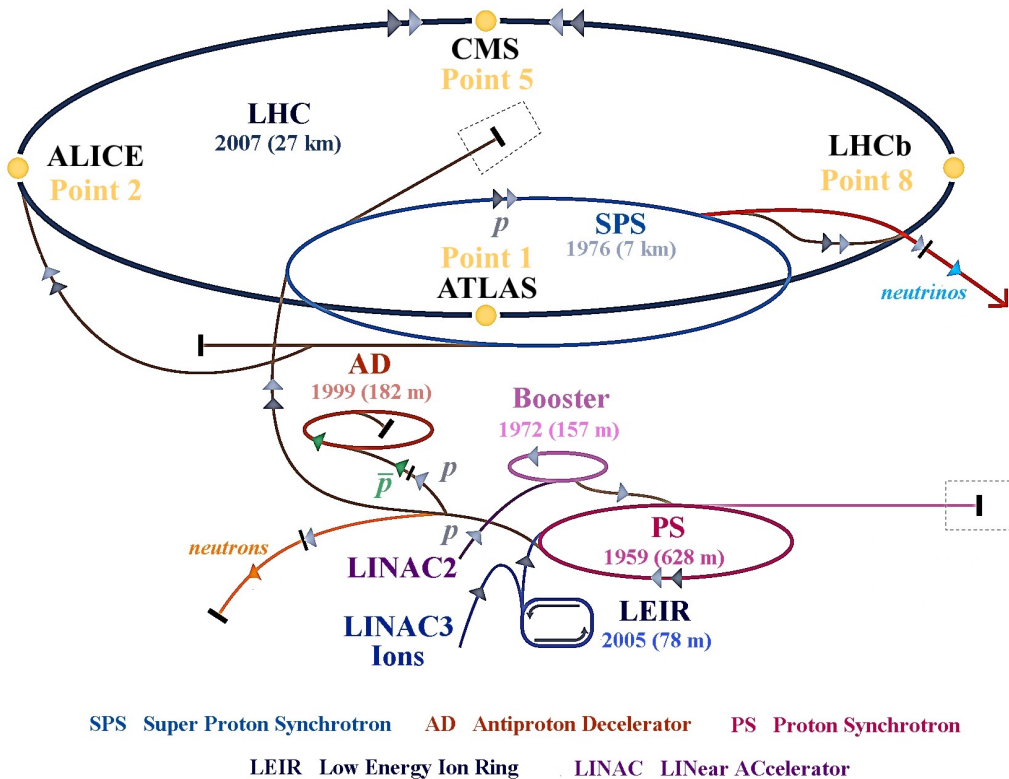 CMS
Point 5
LHC
2007 (27 km)
ALICE
Point 2
LHCb
Point 8
p
SPS
1976 (7 km)
Point 1
ATLAS
neutrinos
AD
1999 (182 m)
Booster
1972 (157 m)
p
p̅
p
neutrons
LINAC2
PS
1959 (628 m)
LINAC3
Ions
LEIR
2005 (78 m)
SPS Super Proton Synchrotron AD Antiproton Decelerator PS Proton Synchrotron
LEIR Low Energy Ion Ring LINAC LINear ACcelerator